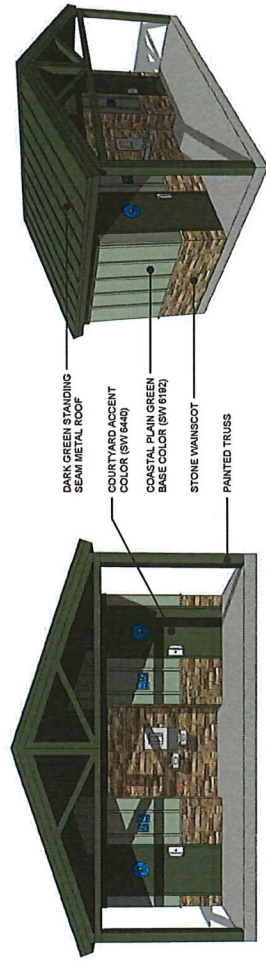 DARK GREEN STANDING
SEAM METAL ROOF
COURTYARD ACCENT
COLOR (SW 6440)
COASTAL PLAIN GREEN
BASE COLOR (SW 6192)
STONE WAINSCOT
PAINTED TRUSS